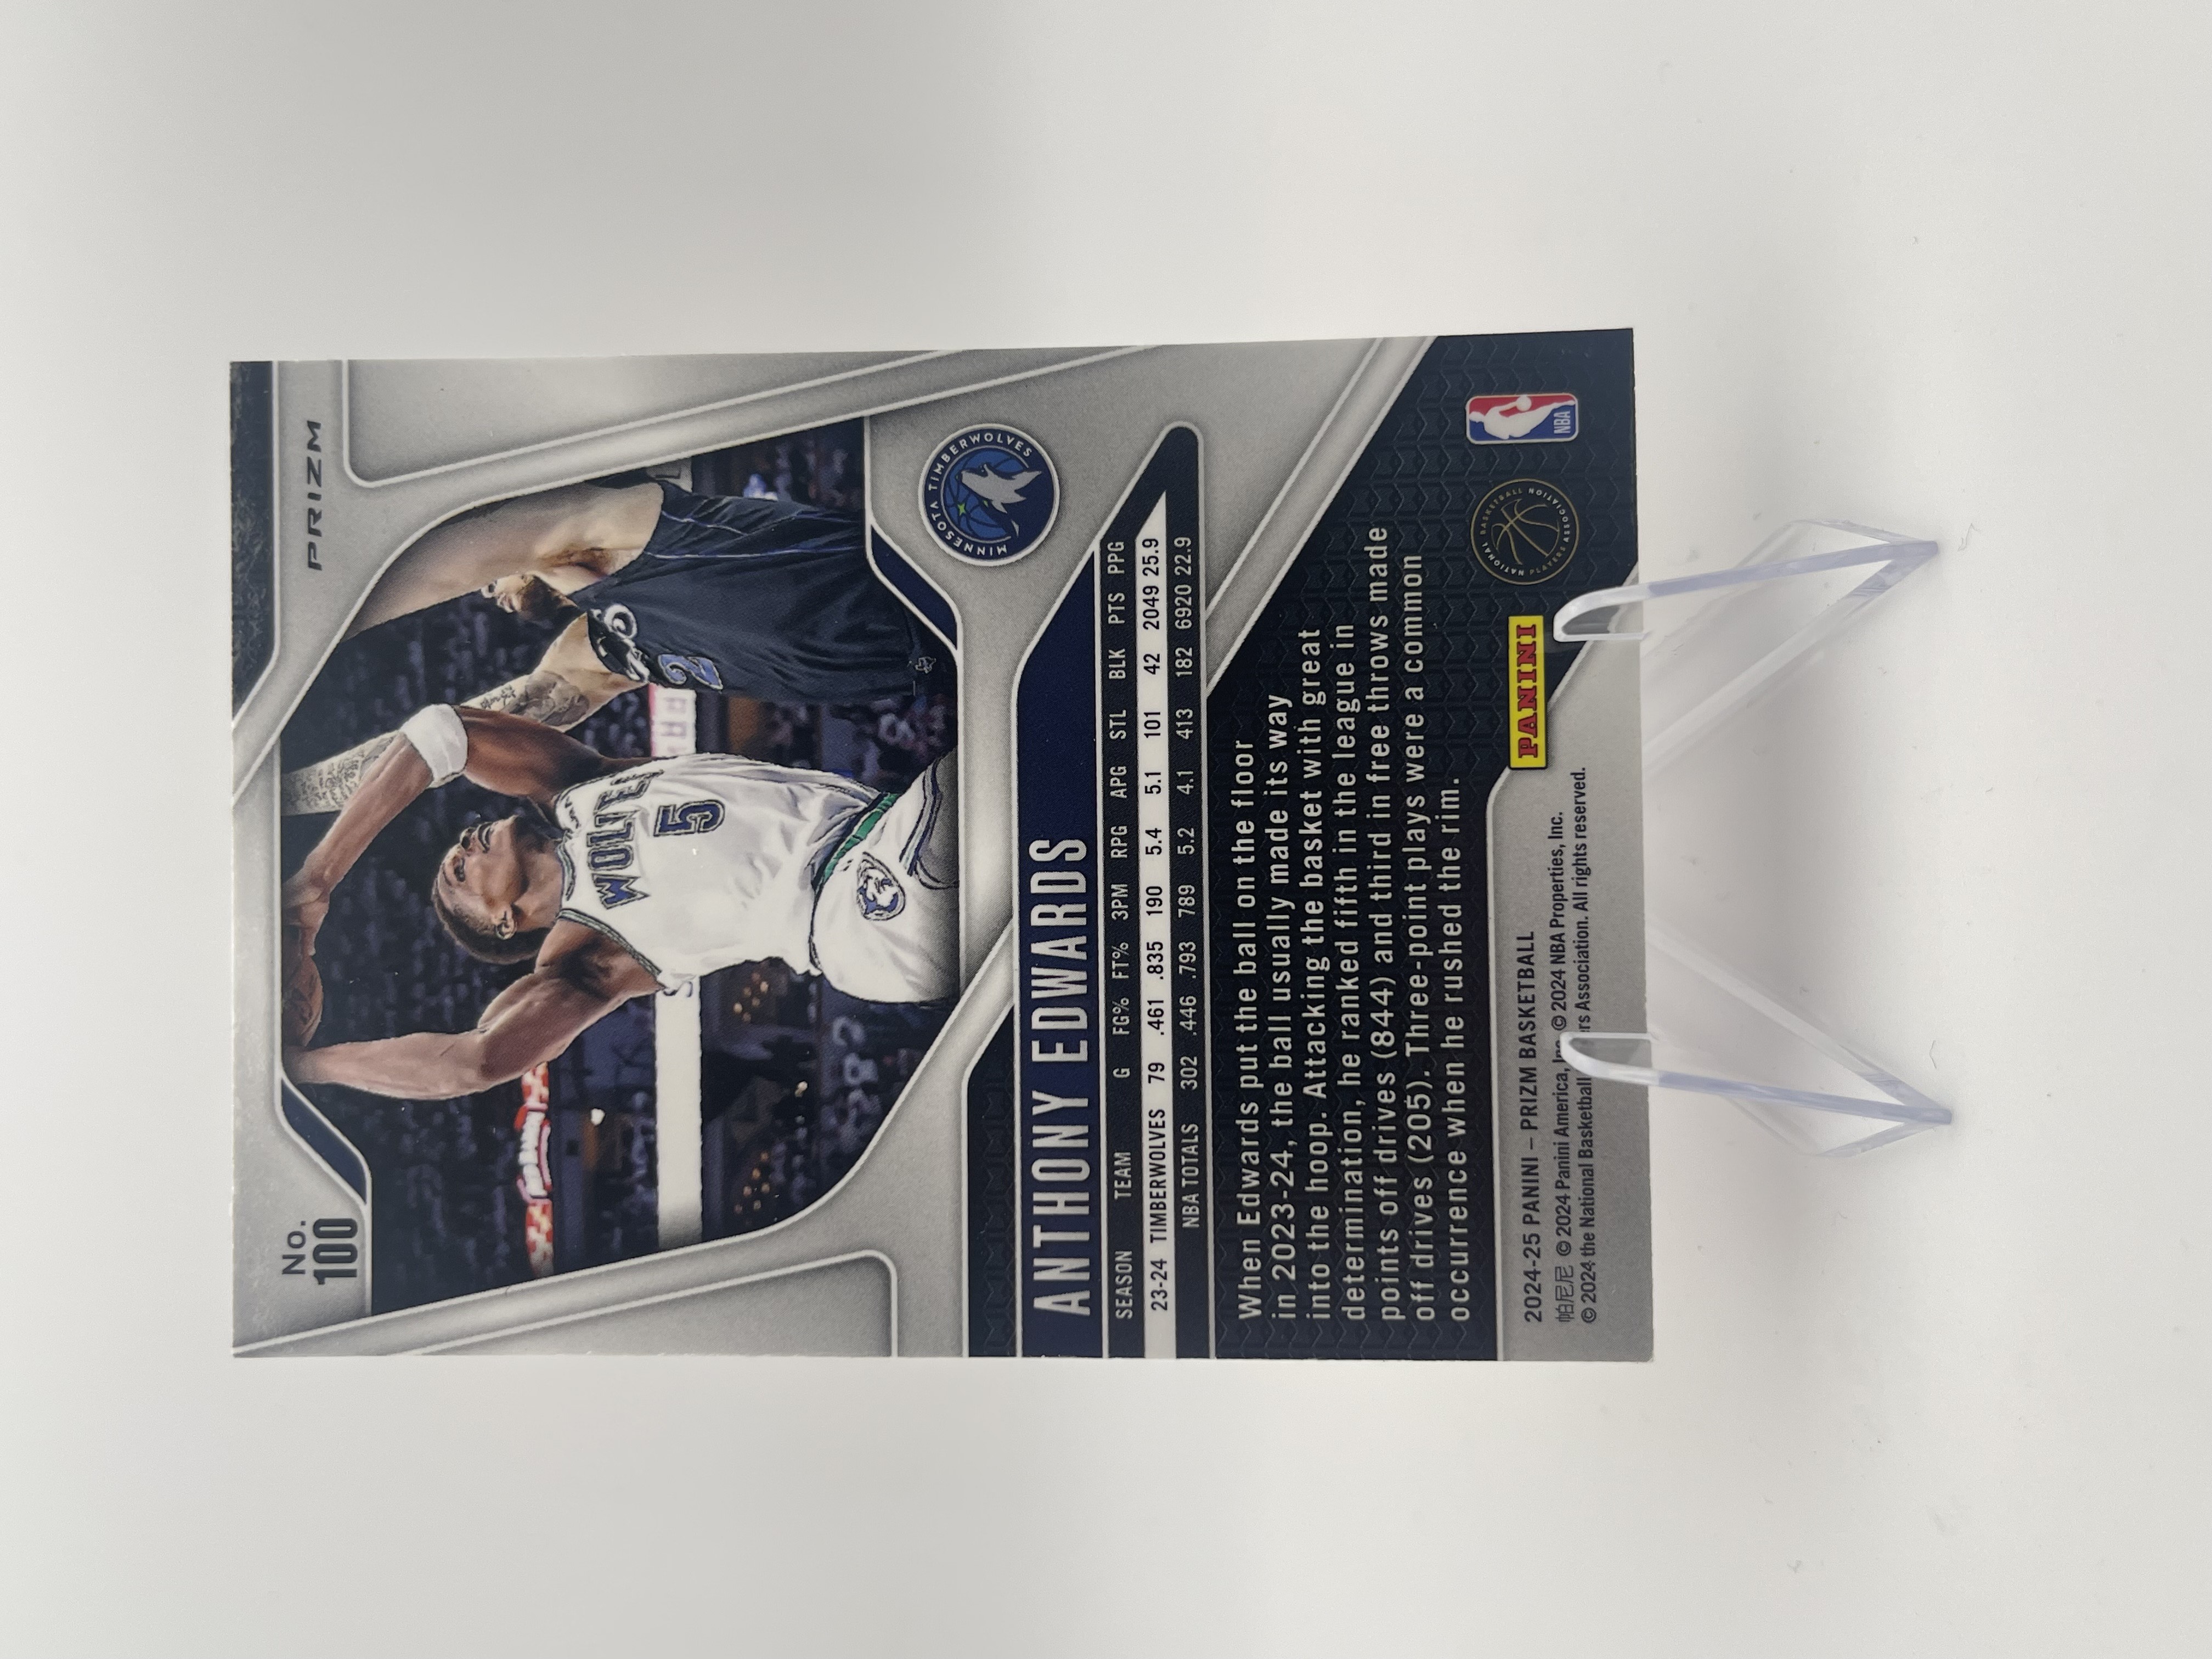 No.
100
PRIZM
WOLVE
5
2
MINNESOTA TIMBERWOLVES
ANTHONY EDWARDS
SEASON TEAM G FG% FT% 3PM RPG APG STL BLK PTS PPG
23-24 TIMBERWOLVES 79 .461 .835 190 5.4 5.1 101 42 2049 25.9
NBA TOTALS 302 .446 .793 789 5.2 4.1 413 182 6920 22.9
When Edwards put the ball on the floor
in 2023-24, the ball usually made its way
into the hoop. Attacking the basket with great
determination, he ranked fifth in the league in
points off drives (844) and third in free throws made
off drives (205). Three-point plays were a common
occurrence when he rushed the rim.
2024-25 PANINI – PRIZM BASKETBALL
帕尼尼 © 2024 Panini America, Inc. © 2024 NBA Properties, Inc.
© 2024 the National Basketball ers Association. All rights reserved.
PANINI
NATIONAL BASKETBALL PLAYERS ASSOCIATION
NBA